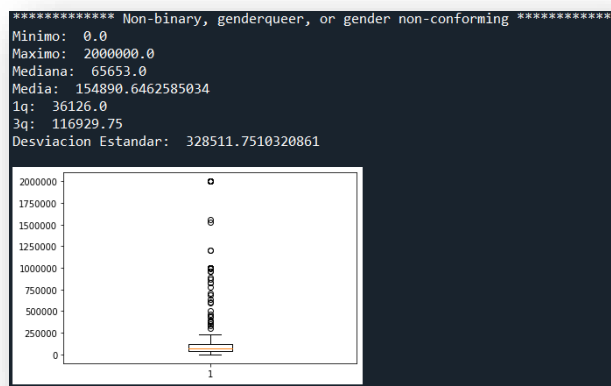 ************* Non-binary, genderqueer, or gender non-conforming ************
Minimo:  0.0
Maximo:  2000000.0
Mediana:  65653.0
Media:  154890.6462585034
1q:  36126.0
3q:  116929.75
Desviacion Estandar:  328511.7510320861
2000000
1750000
1500000
1250000
1000000
750000
500000
250000
0
1